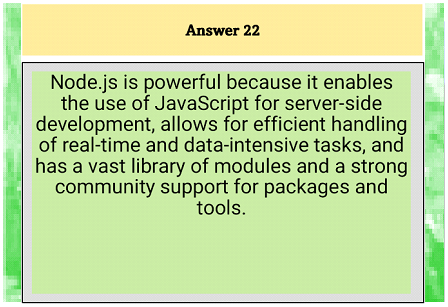 Answer 22
Node.js is powerful because it enables
the use of JavaScript for server-side
development, allows for efficient handling
of real-time and data-intensive tasks, and
has a vast library of modules and a strong
community support for packages and
tools.